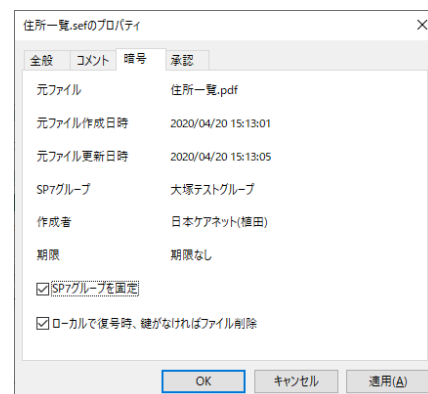 住所一覧.sefのプロパティ
全般 コメント 暗号 承認
元ファイル 住所一覧.pdf
元ファイル作成日時 2020/04/20 15:13:01
元ファイル更新日時 2020/04/20 15:13:05
SP7グループ 大塚テストグループ
作成者 日本ケアネット(植田)
期限 期限なし
SP7グループを固定
ローカルで復号時、鍵がなければファイル削除
OK キャンセル 適用(A)